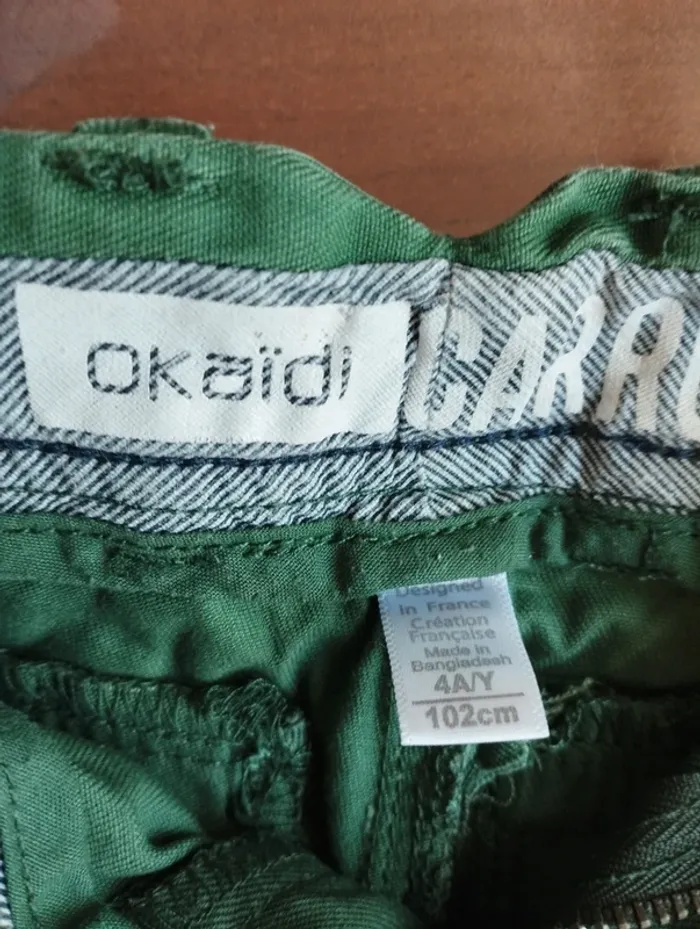 Okaïdi
Designed
In France
Création
Française
Made in
Bangladesh
4A/Y
102cm